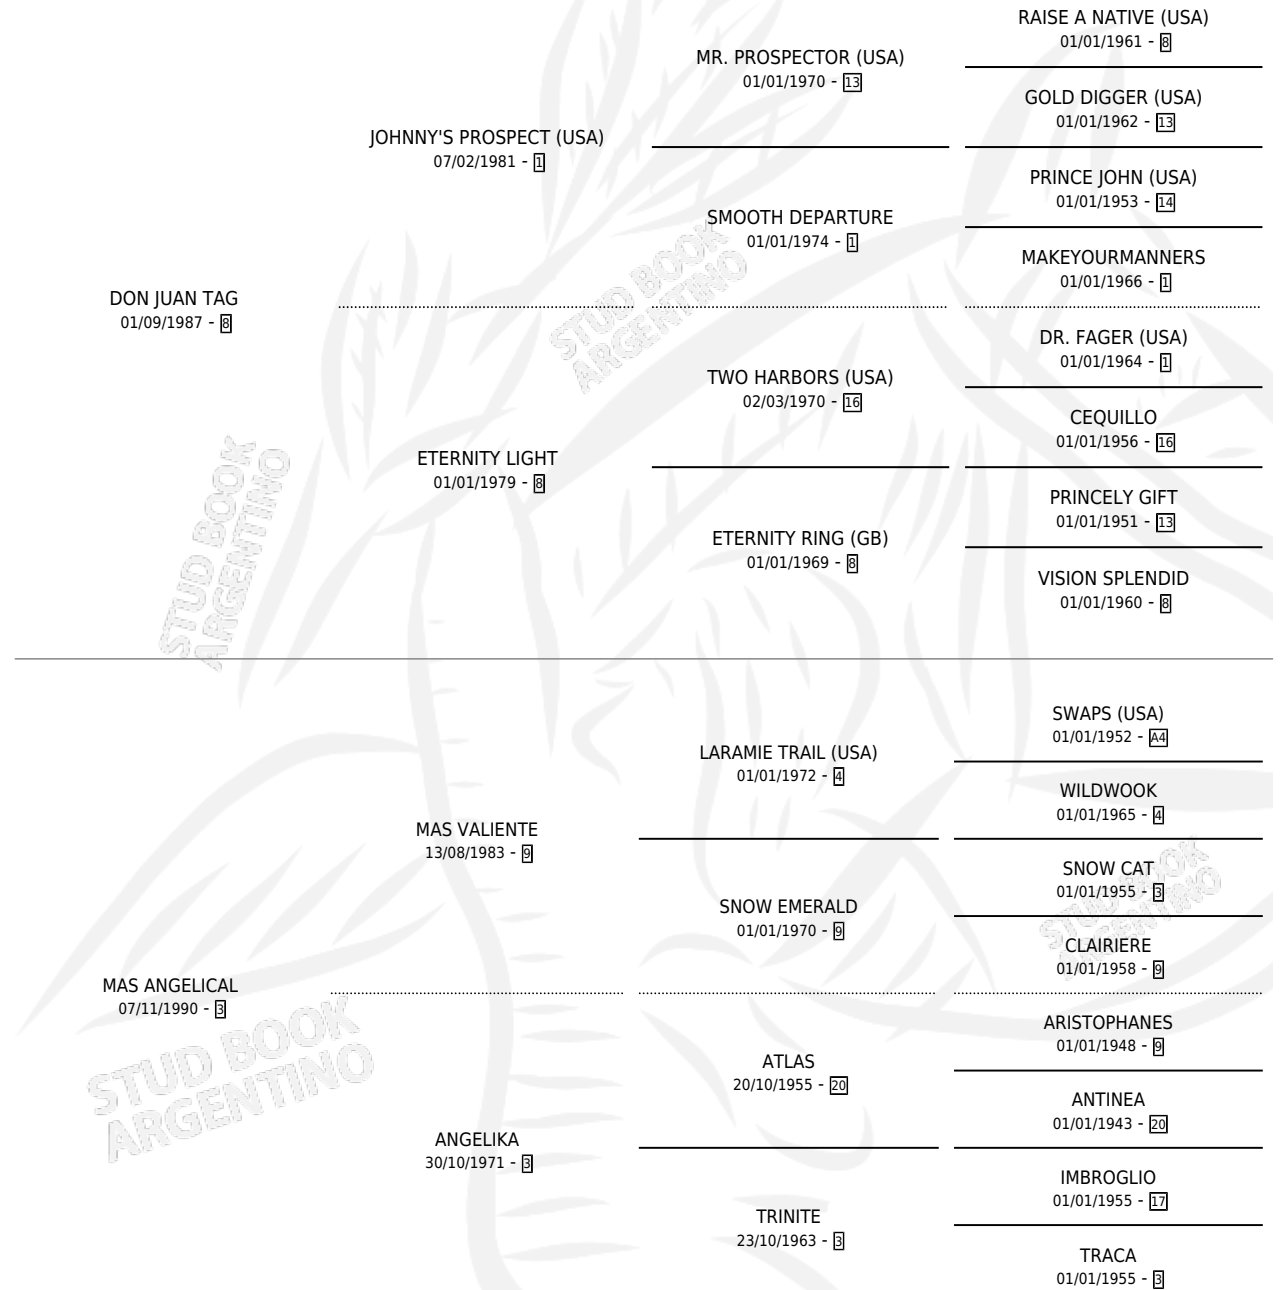 RAISE A NATIVE (USA)
01/01/1961 - 8
MR. PROSPECTOR (USA)
01/01/1970 - 13
GOLD DIGGER (USA)
01/01/1962 - 13
JOHNNY'S PROSPECT (USA)
07/02/1981 - 1
PRINCE JOHN (USA)
01/01/1953 - 14
SMOOTH DEPARTURE
01/01/1974 - 1
MAKEYOURMANNERS
01/01/1966 - 1
DON JUAN TAG
01/09/1987 - 8
DR. FAGER (USA)
01/01/1964 - 1
TWO HARBORS (USA)
02/03/1970 - 16
CEQUILLO
01/01/1956 - 16
ETERNITY LIGHT
01/01/1979 - 8
PRINCELY GIFT
01/01/1951 - 13
ETERNITY RING (GB)
01/01/1969 - 8
VISION SPLENDID
01/01/1960 - 8
SWAPS (USA)
01/01/1952 - A4
LARAMIE TRAIL (USA)
01/01/1972 - 4
WILDWOOK
01/01/1965 - 4
MAS VALIENTE
13/08/1983 - 9
SNOW CAT
01/01/1955 - 3
SNOW EMERALD
01/01/1970 - 9
CLAIRIERE
01/01/1958 - 9
MAS ANGELICAL
07/11/1990 - 3
ARISTOPHANES
01/01/1948 - 9
ATLAS
20/10/1955 - 20
ANTINEA
01/01/1943 - 20
ANGELIKA
30/10/1971 - 3
IMBROGLIO
01/01/1955 - 17
TRINITE
23/10/1963 - 3
TRACA
01/01/1955 - 3
STUD BOOK
ARGENTINO
STUD BOOK
ARGENTINO
STUD BOOK
ARGENTINO
STUD BOOK
ARGENTINO